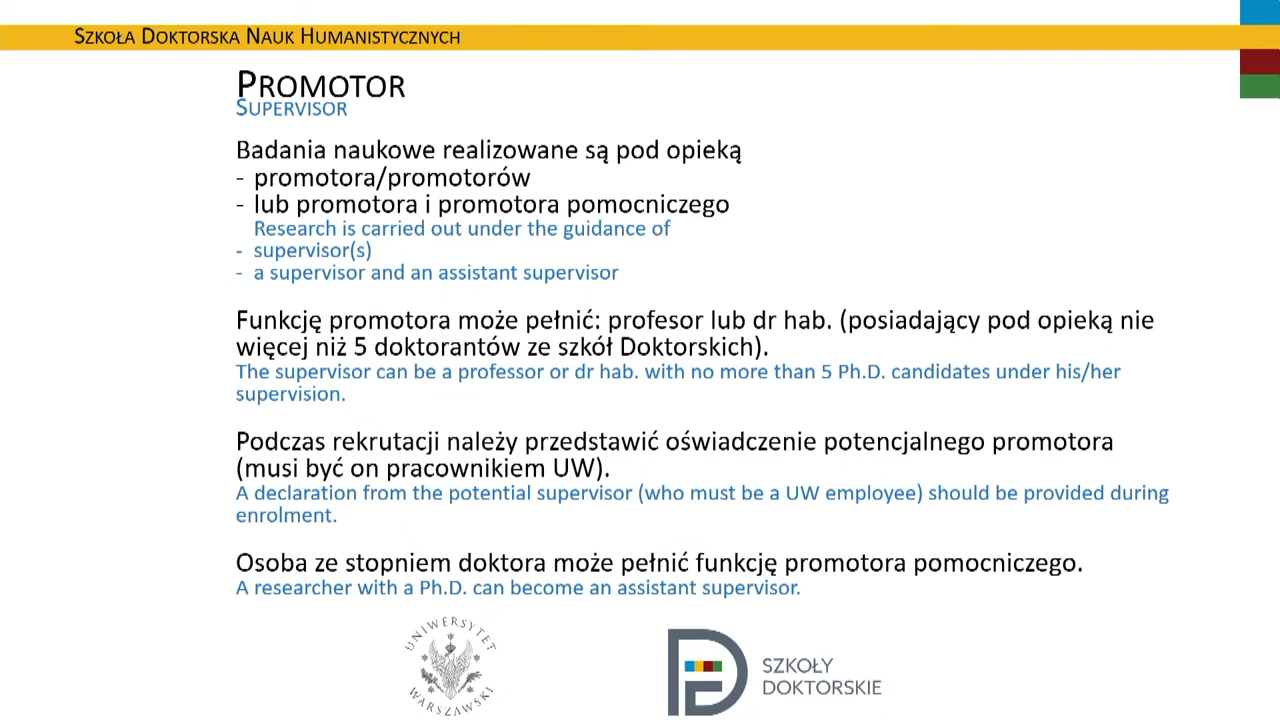 Szkoła Doktorska Nauk Humanistycznych
Promotor
Supervisor
Badania naukowe realizowane są pod opieką
- promotora/promotorów
- lub promotora i promotora pomocniczego
Research is carried out under the guidance of
- supervisor(s)
- a supervisor and an assistant supervisor
Funkcję promotora może pełnić: profesor lub dr hab. (posiadający pod opieką nie
więcej niż 5 doktorantów ze szkół Doktorskich).
The supervisor can be a professor or dr hab. with no more than 5 Ph.D. candidates under his/her
supervision.
Podczas rekrutacji należy przedstawić oświadczenie potencjalnego promotora
(musi być on pracownikiem UW).
A declaration from the potential supervisor (who must be a UW employee) should be provided during
enrolment.
Osoba ze stopniem doktora może pełnić funkcję promotora pomocniczego.
A researcher with a Ph.D. can become an assistant supervisor.
UNIWERSYTET
WARSZAWSKI
SZKOŁY
DOKTORSKIE